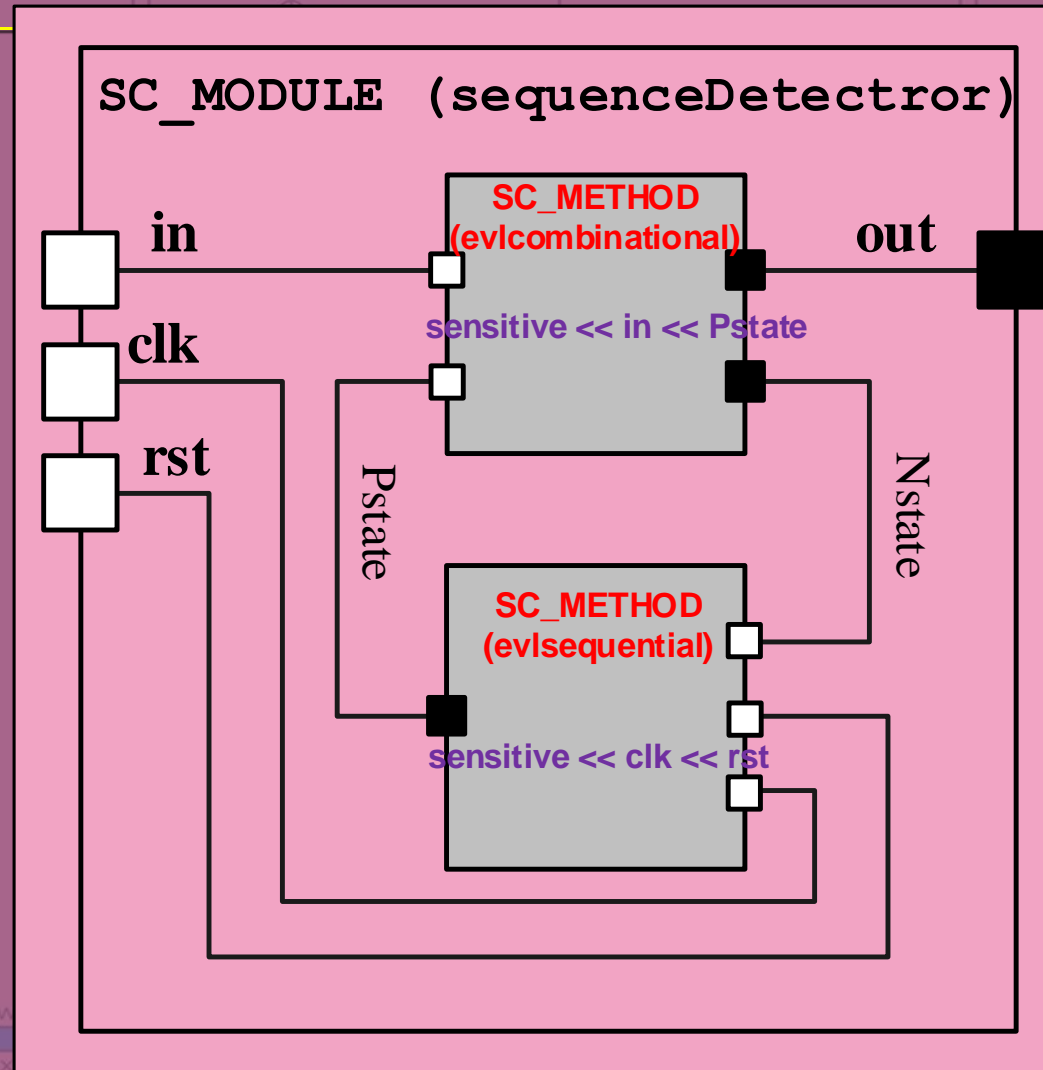 SC_MODULE (sequenceDetectror)
SC_METHOD
(evlcombinational)
in
out
sensitive << in << Pstate
clk
rst
Pstate
Nstate
SC_METHOD
(evlsequential)
sensitive << clk << rst